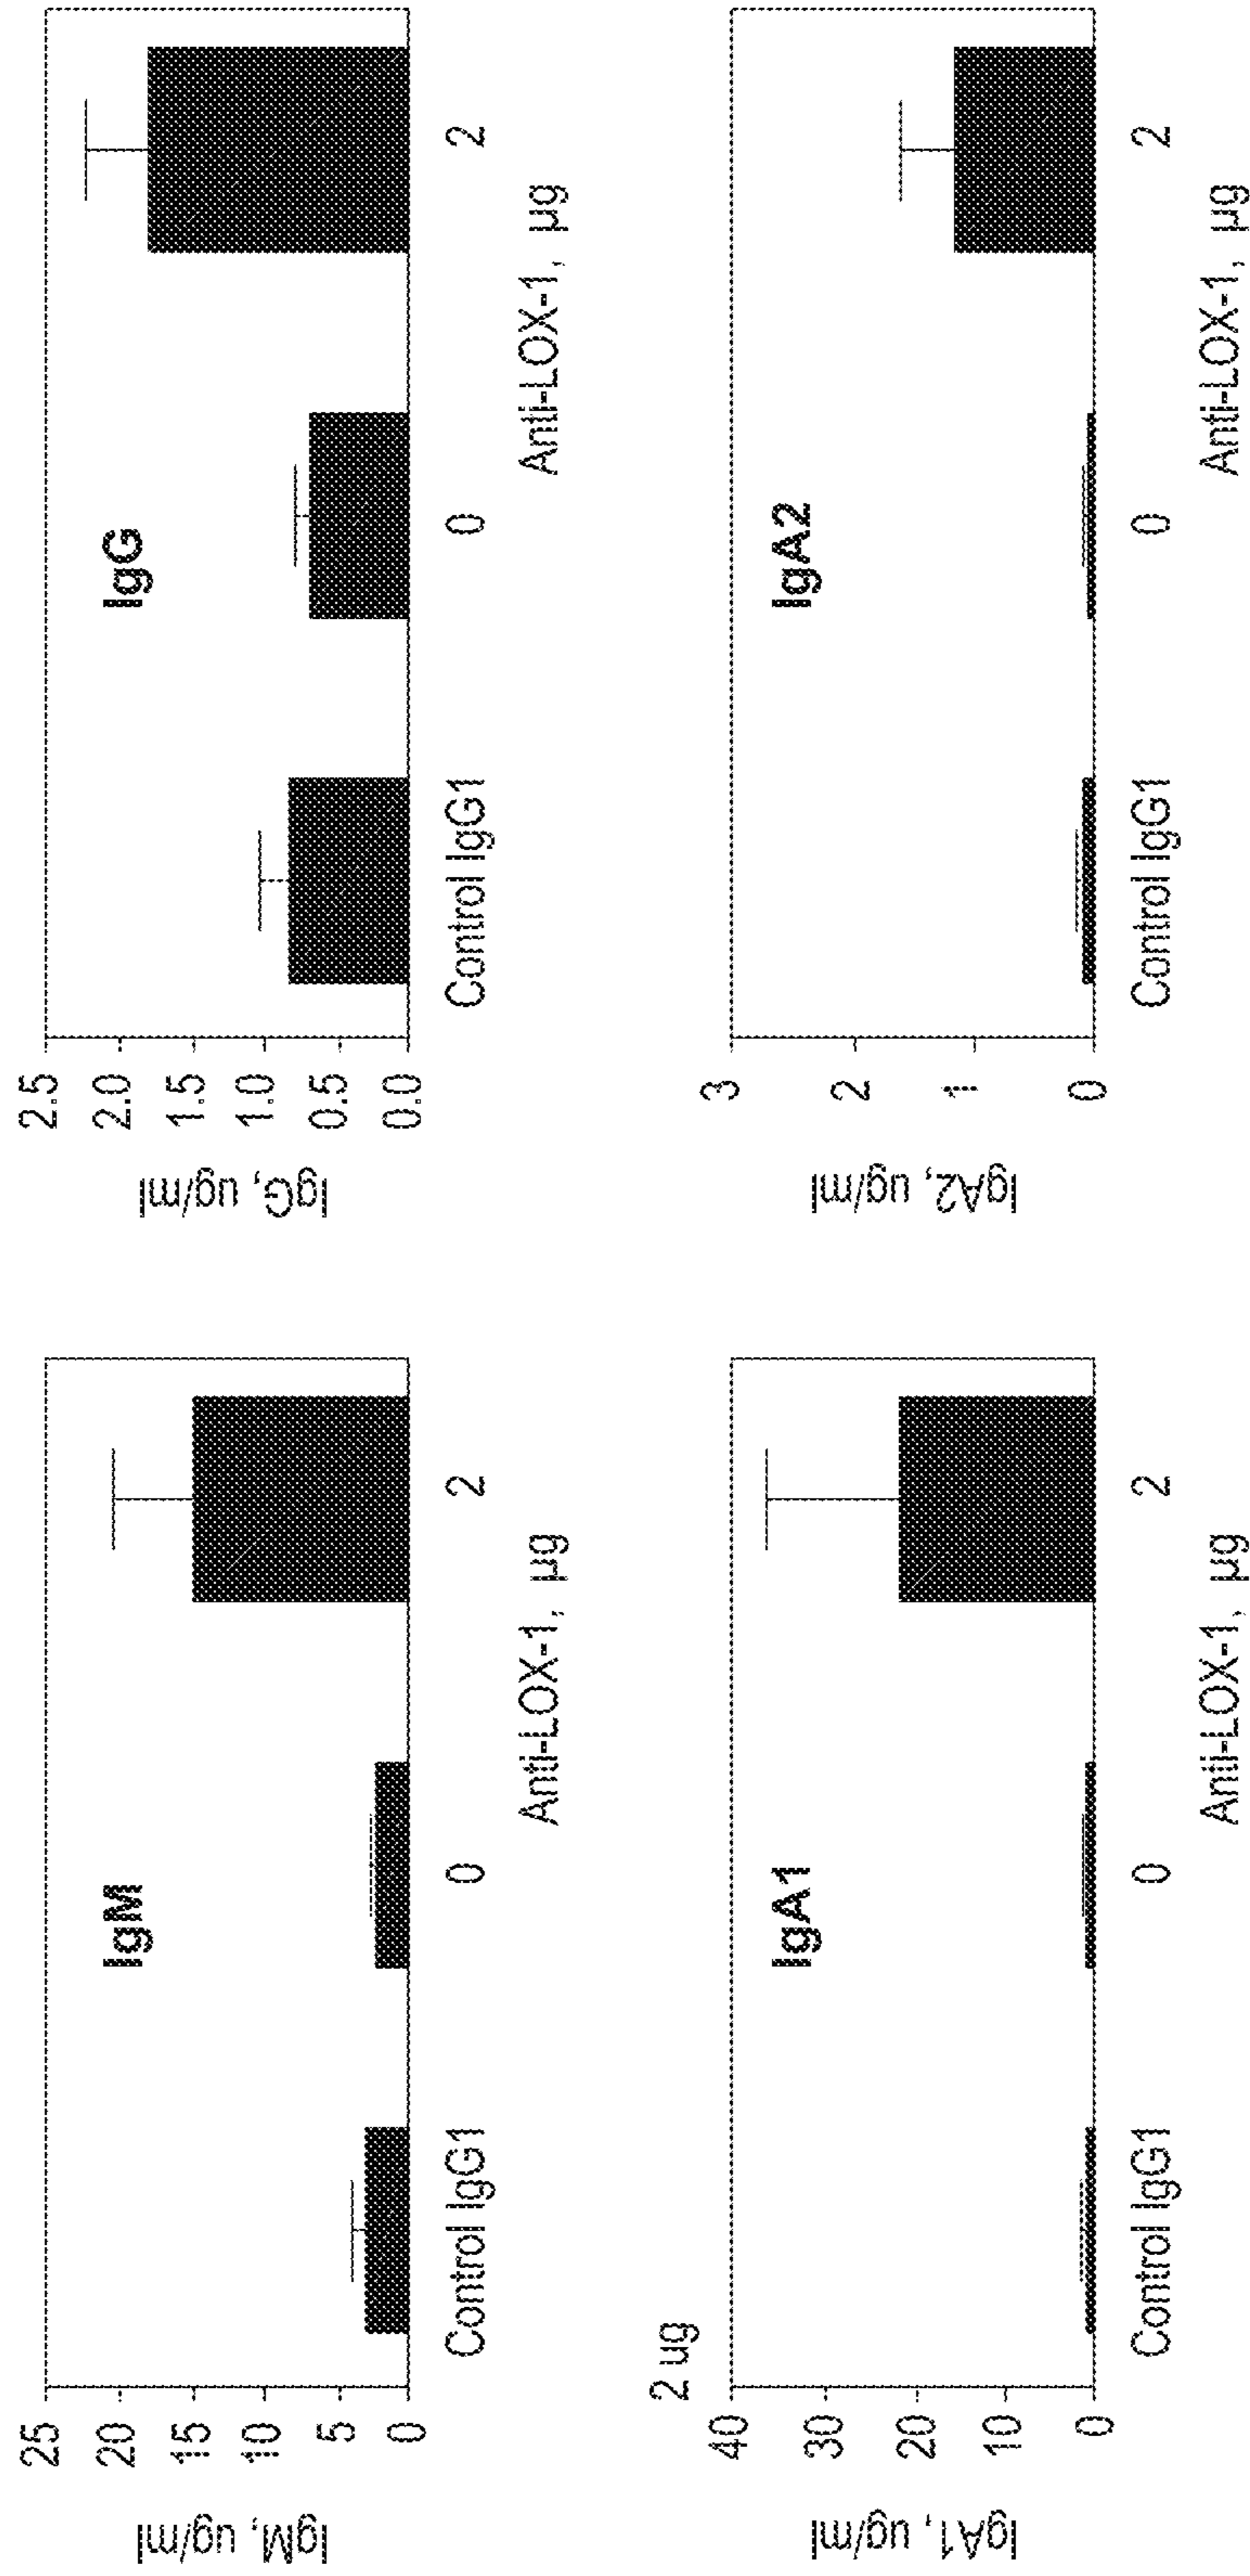 IgM, ug/ml
25
20
15
10
5
0
IgM
Control IgG1
0
2
Anti-LOX-1, µg
IgG, ug/ml
2.5
2.0
1.5
1.0
0.5
0.0
IgG
Control IgG1
0
2
Anti-LOX-1, µg
2 ug
IgA1, ug/ml
40
30
20
10
0
IgA1
Control IgG1
0
2
Anti-LOX-1, µg
IgA2, ug/ml
3
2
1
0
IgA2
Control IgG1
0
2
Anti-LOX-1, µg